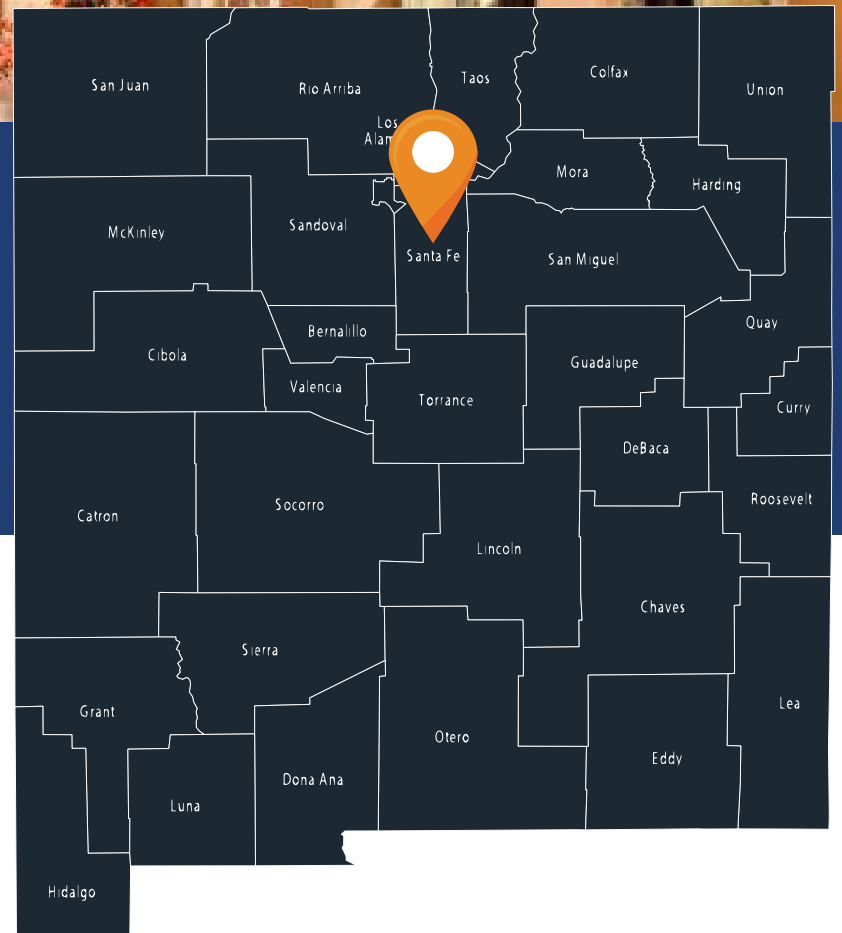 San Juan
Rio Arriba
Taos
Colfax
Union
Los
Alam
Mora
Harding
McKinley
Sandoval
Santa Fe
San Miguel
Quay
Bernalillo
Cibola
Guadalupe
Valencia
Torrance
Curry
DeBaca
Roosevelt
Catron
Socorro
Lincoln
Chaves
Sierra
Grant
Lea
Otero
Eddy
Dona Ana
Luna
Hidalgo